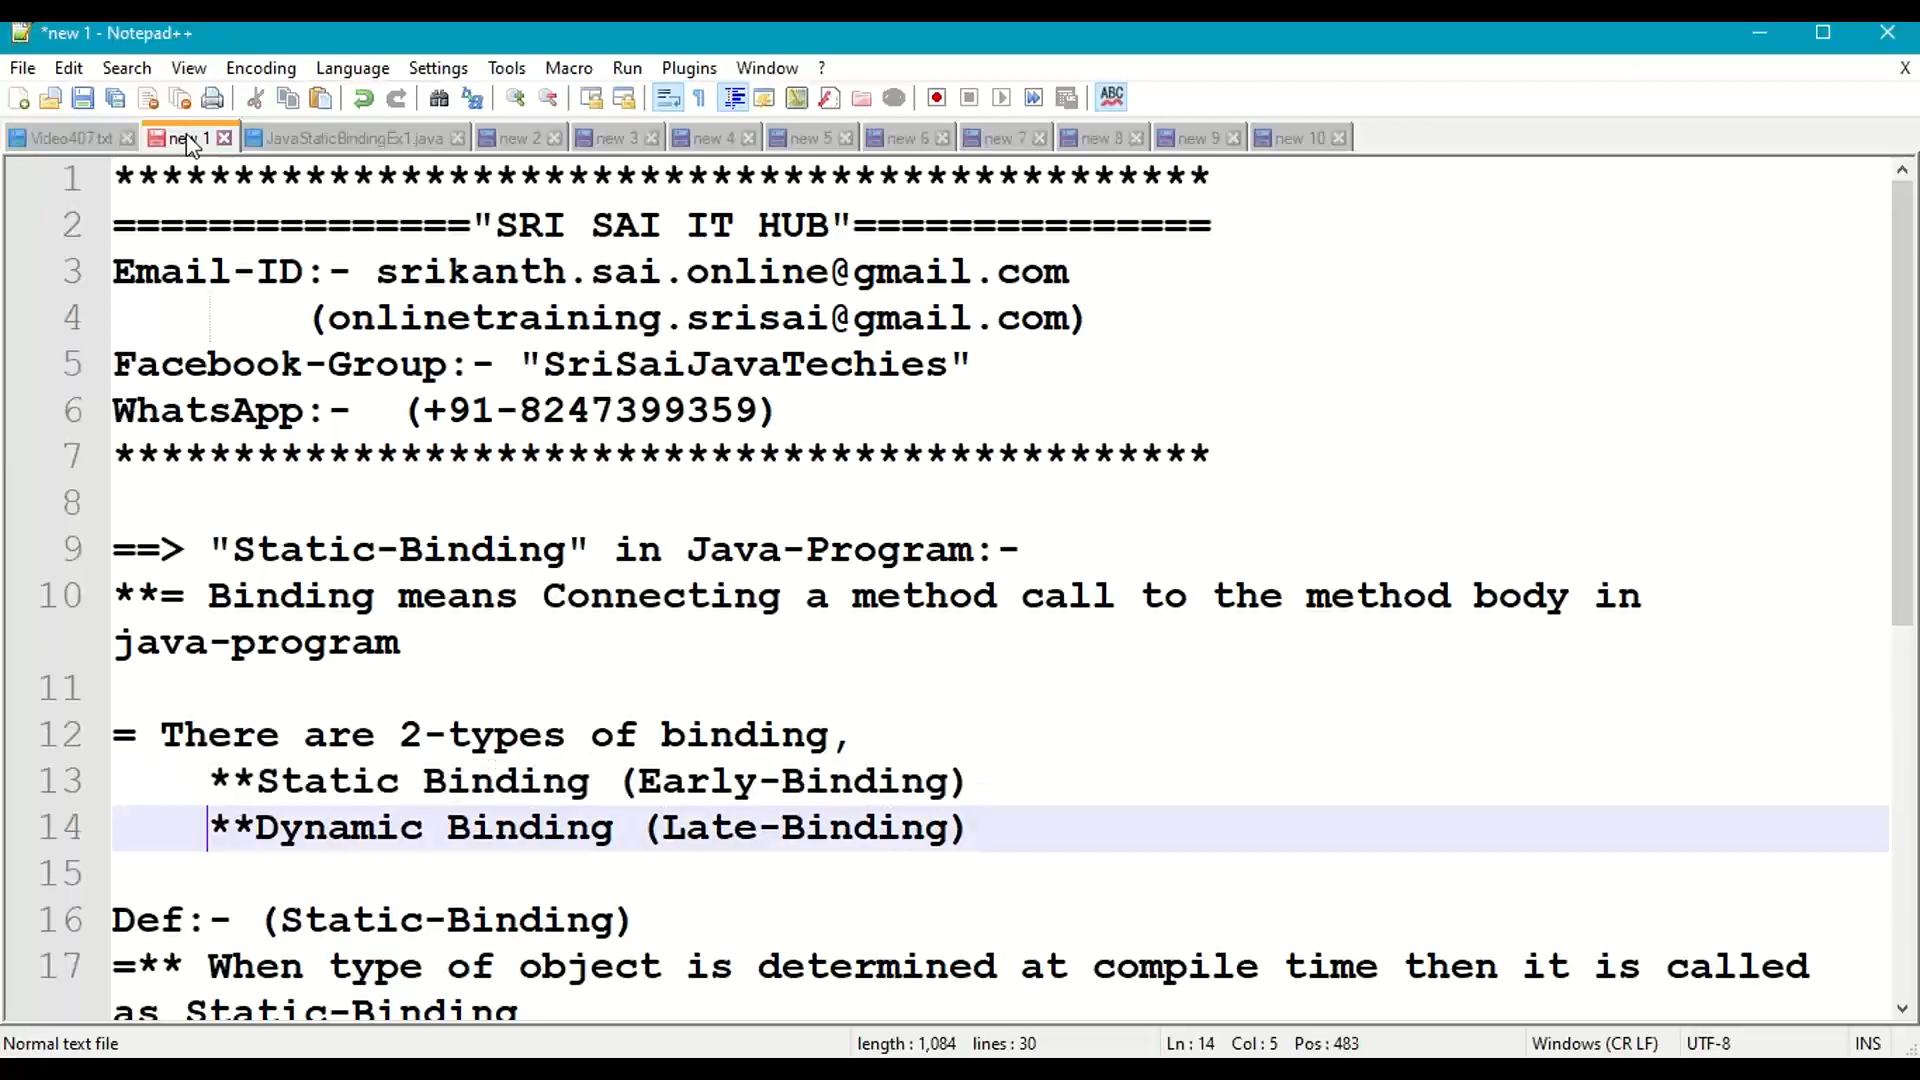 *new 1 - Notepad++
File Edit Search View Encoding Language Settings Tools Macro Run Plugins Window ? X
ABC
Video407.txt new 1 JavaStaticBindingEx1.java new 2 new 3 new 4 new 5 new 6 new 7 new 8 new 9 new 10
1 **********************************************
2 ==============="SRI SAI IT HUB"===============
3 Email-ID:- srikanth.sai.online@gmail.com
4 (onlinetraining.srisai@gmail.com)
5 Facebook-Group:- "SriSaiJavaTechies"
6 WhatsApp:- (+91-8247399359)
7 **********************************************
8
9 ==> "Static-Binding" in Java-Program:-
10 **= Binding means Connecting a method call to the method body in
java-program
11
12 = There are 2-types of binding,
13 **Static Binding (Early-Binding)
14 **Dynamic Binding (Late-Binding)
15
16 Def:- (Static-Binding)
17 =** When type of object is determined at compile time then it is called
as Static-Binding
Normal text file length : 1,084 lines : 30 Ln : 14 Col : 5 Pos : 483 Windows (CR LF) UTF-8 INS